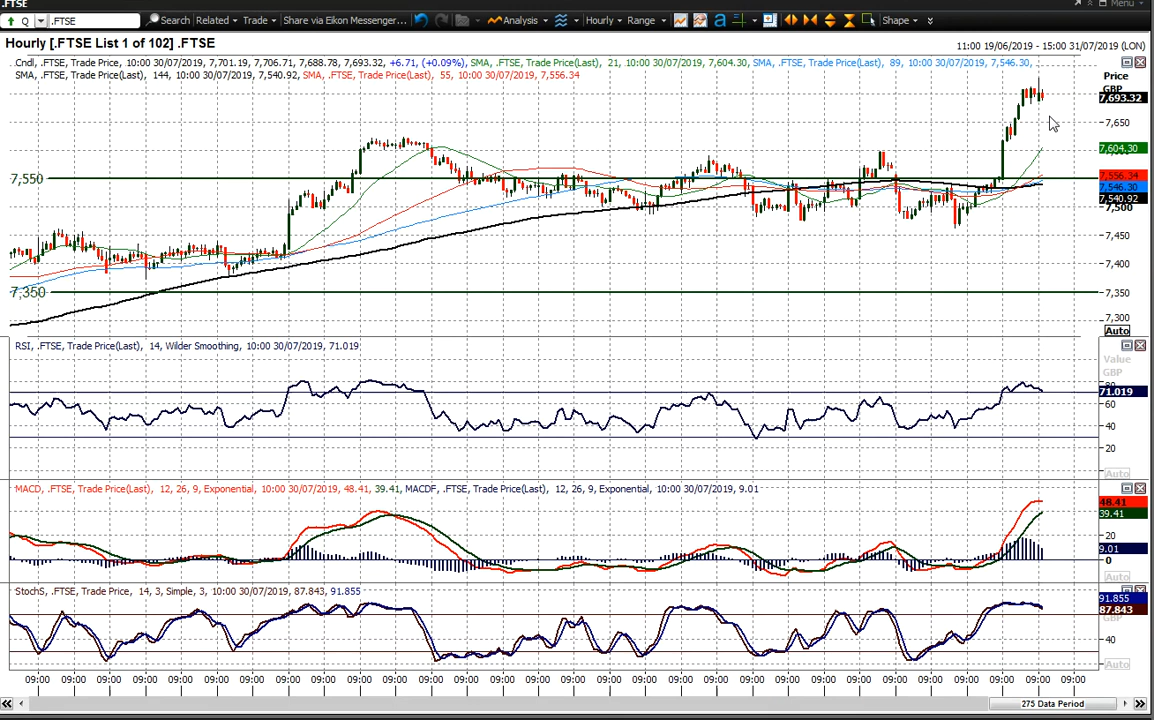 .FTSE
Menu
Q .FTSE Search Related Trade Share via Eikon Messenger... Analysis Hourly Range a Shape
Hourly [.FTSE List 1 of 102] .FTSE
11:00 19/06/2019 - 15:00 31/07/2019 (LON)
Cndl, .FTSE, Trade Price, 10:00 30/07/2019, 7,701.19, 7,706.71, 7,688.78, 7,693.32, +6.71, (+0.09%), SMA, .FTSE, Trade Price(Last), 21, 10:00 30/07/2019, 7,604.30, SMA, .FTSE, Trade Price(Last), 89, 10:00 30/07/2019, 7,546.30,
SMA, .FTSE, Trade Price(Last), 144, 10:00 30/07/2019, 7,540.92, SMA, .FTSE, Trade Price(Last), 55, 10:00 30/07/2019, 7,556.34
Price
GBP
7,693.32
7,650
7,604.30
7,550
7,556.34
7,546.30
7,540.92
7,500
7,450
7,400
7,350
7,350
7,300
Auto
RSI, .FTSE, Trade Price(Last), 14, Wilder Smoothing, 10:00 30/07/2019, 71.019
Value
GBP
80
71.019
60
40
20
Auto
MACD, .FTSE, Trade Price(Last), 12, 26, 9, Exponential, 10:00 30/07/2019, 48.41, 39.41, MACDF, .FTSE, Trade Price(Last), 12, 26, 9, Exponential, 10:00 30/07/2019, 9.01
48.41
39.41
20
9.01
0
Auto
StochS, .FTSE, Trade Price, 14, 3, Simple, 3, 10:00 30/07/2019, 87.843, 91.855
91.855
87.843
GBP
40
Auto
09:00 09:00 09:00 09:00 09:00 09:00 09:00 09:00 09:00 09:00 09:00 09:00 09:00 09:00 09:00 09:00 09:00 09:00 09:00 09:00 09:00 09:00 09:00 09:00 09:00 09:00 09:00 09:00 09:00 09:00
275 Data Period